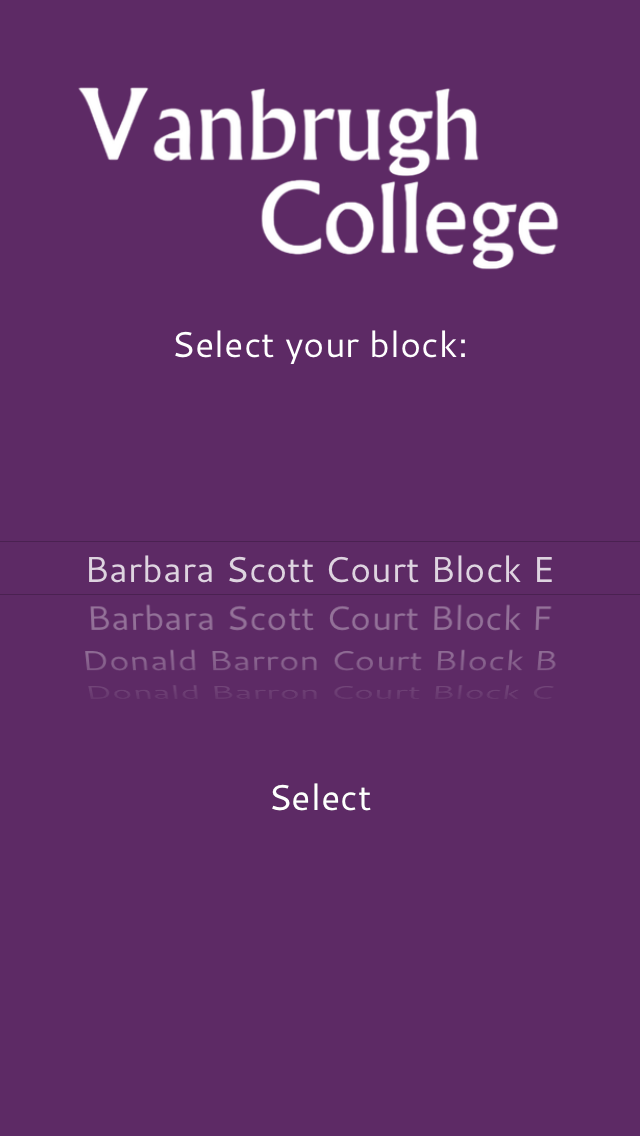 Vanbrugh
College
Select your block:
Barbara Scott Court Block E
Barbara Scott Court Block F
Donald Barron Court Block B
Donald Barron Court Block C
Select